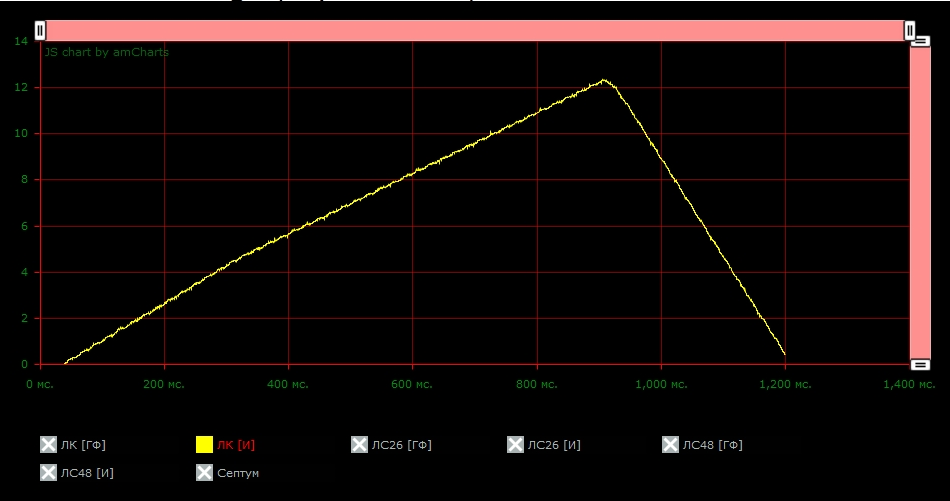 JS chart by amCharts
14
12
10
8
6
4
2
0
0 мс. 200 мс. 400 мс. 600 мс. 800 мс. 1,000 мс. 1,200 мс. 1,400 мс.
ЛК [ГФ] ЛК [И] ЛС26 [ГФ] ЛС26 [И] ЛС48 [ГФ]
ЛС48 [И] Септум